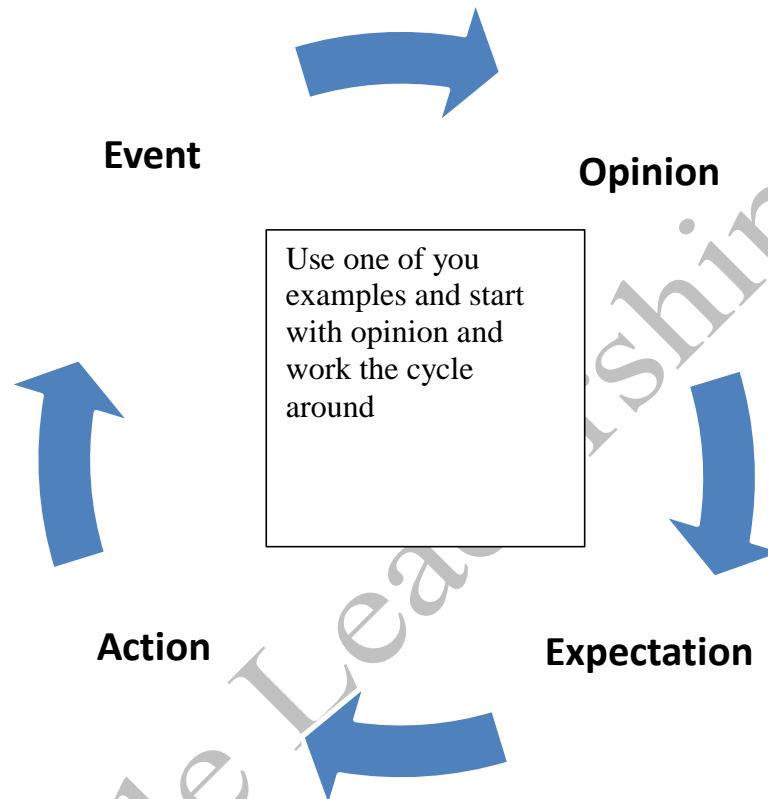 Event
Opinion
Use one of you
examples and start
with opinion and
work the cycle
around
Action
Expectation